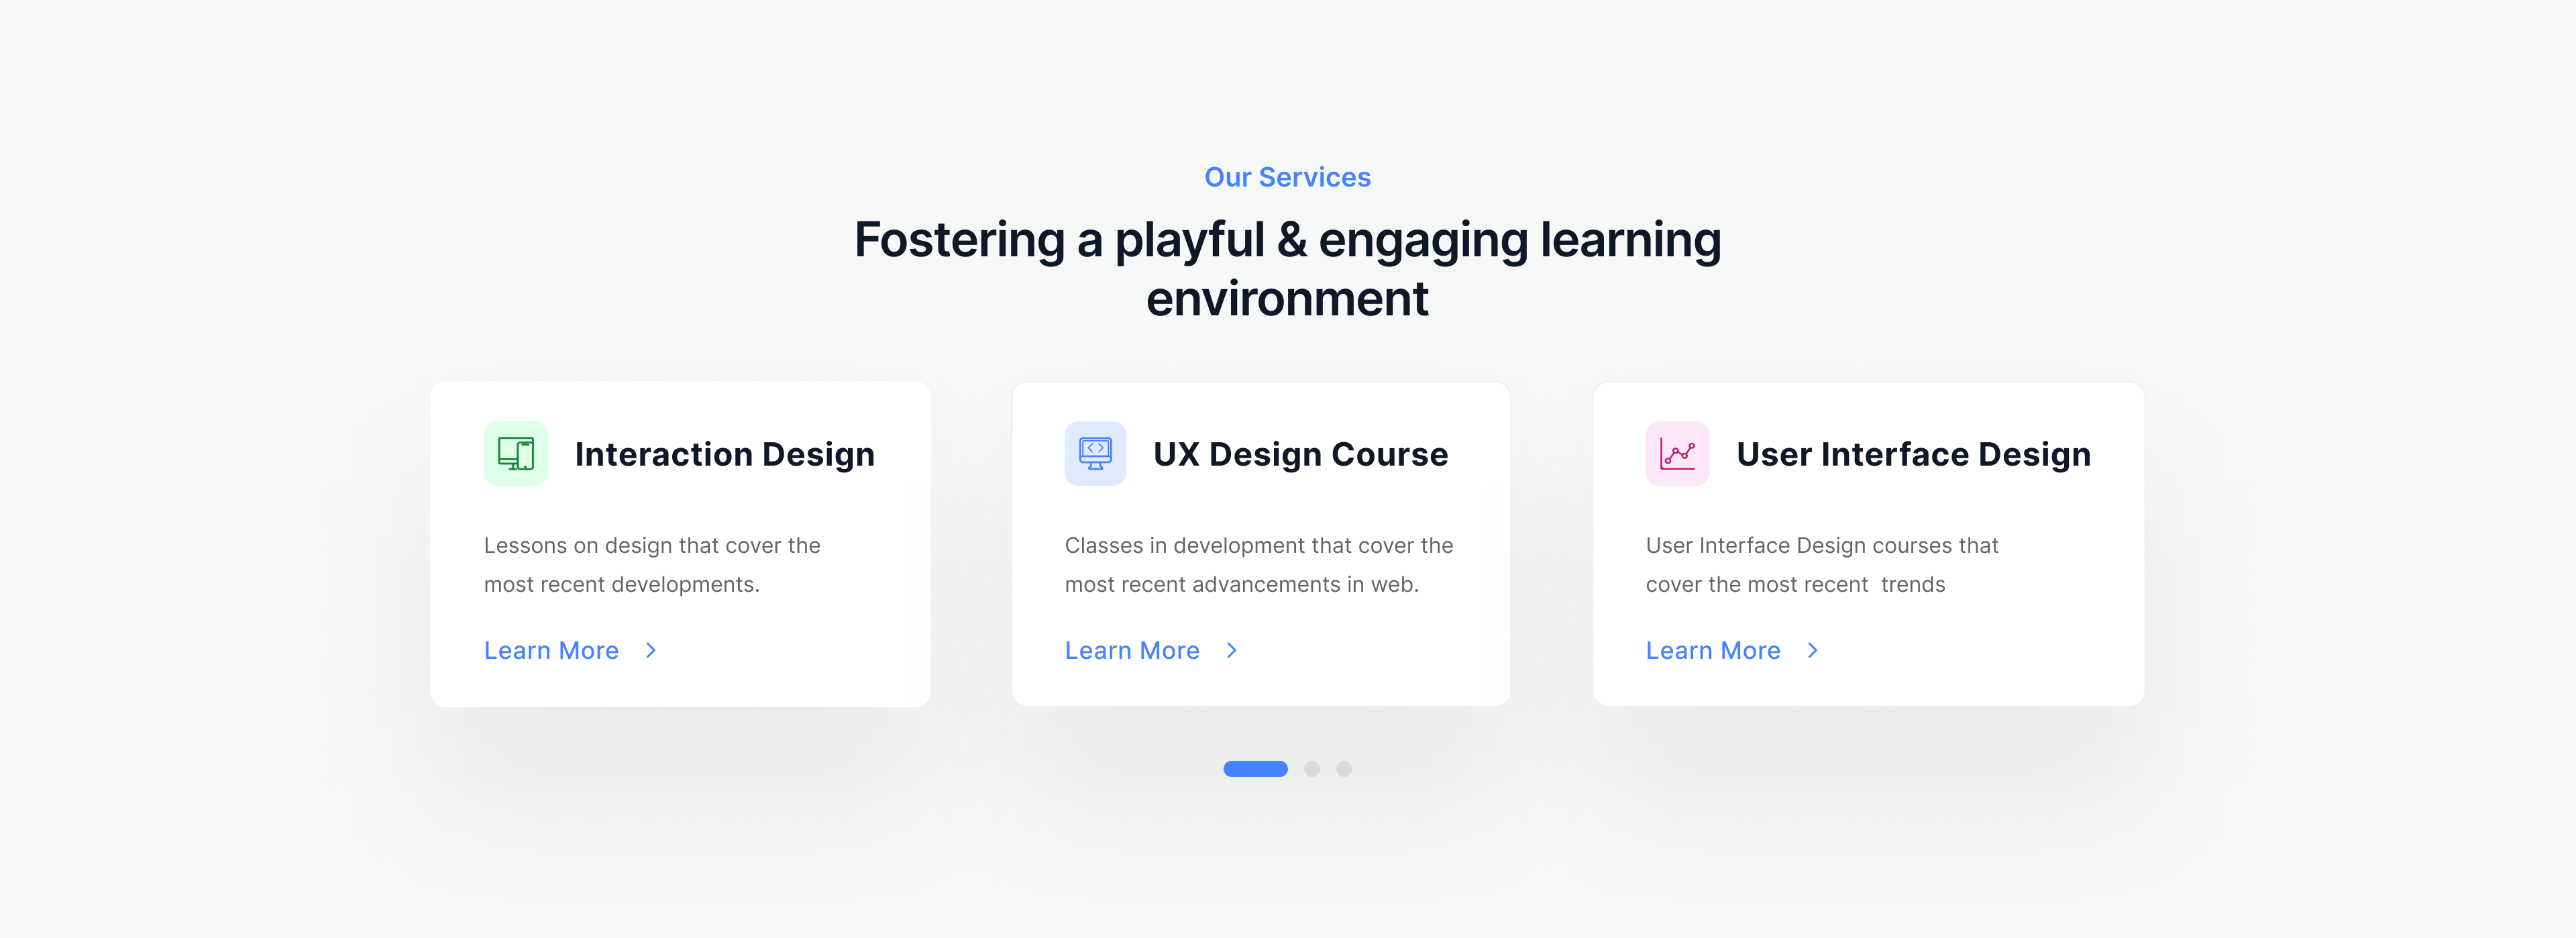 Our Services
Fostering a playful & engaging learning
environment
Interaction Design
Lessons on design that cover the
most recent developments.
Learn More
UX Design Course
Classes in development that cover the
most recent advancements in web.
Learn More
User Interface Design
User Interface Design courses that
cover the most recent  trends
Learn More